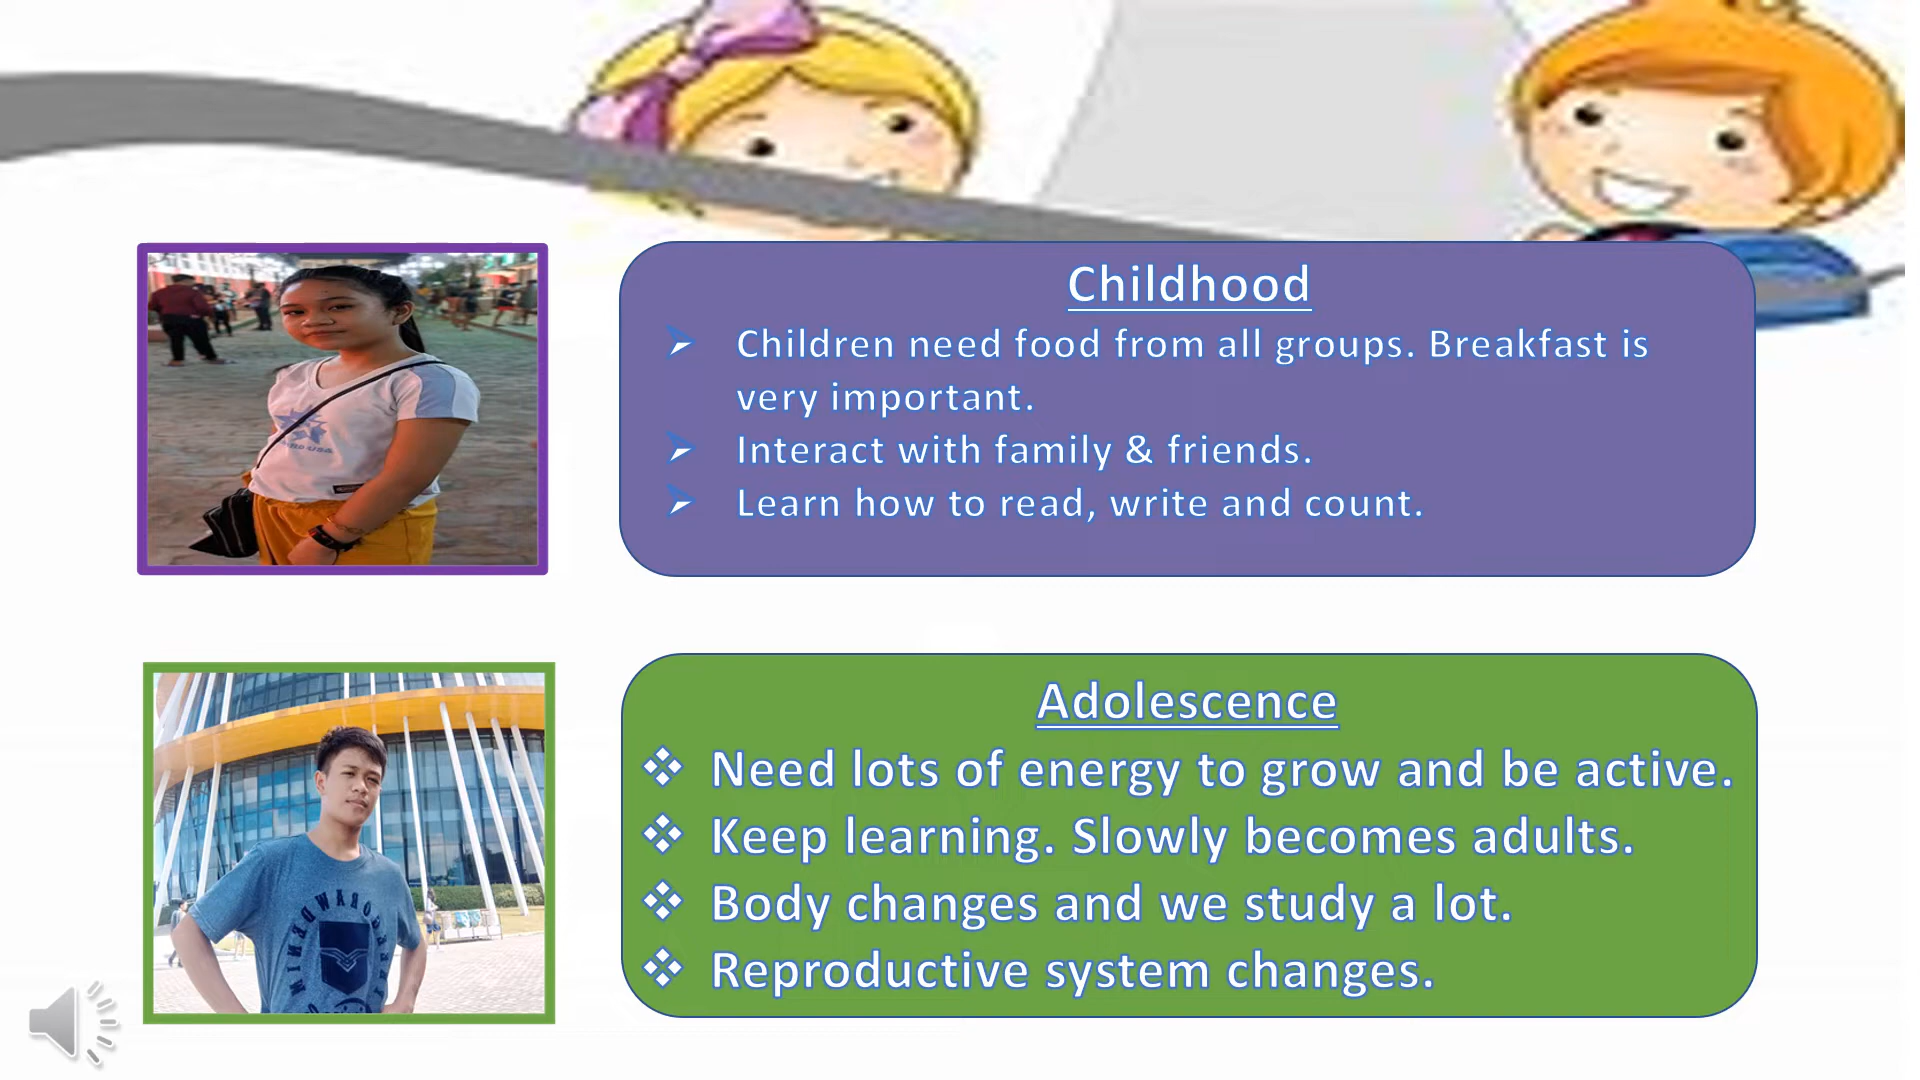 Childhood
Children need food from all groups. Breakfast is
very important.
Interact with family & friends.
Learn how to read, write and count.
Adolescence
Need lots of energy to grow and be active.
Keep learning. Slowly becomes adults.
Body changes and we study a lot.
Reproductive system changes.